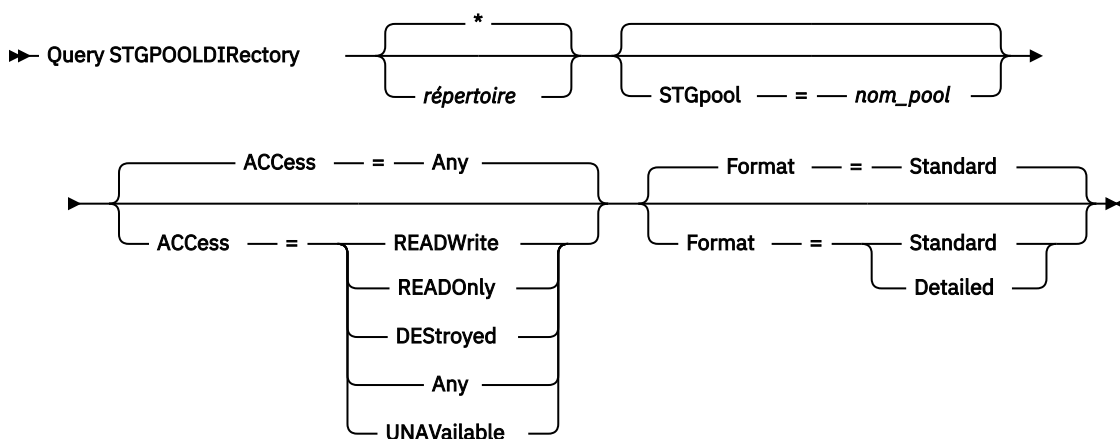 *
Query STGPOOLDIRectory
répertoire
STGpool = nom_pool
ACCess = Any
Format = Standard
ACCess = READWrite
Format = Standard
READOnly
Detailed
DEStroyed
Any
UNAVailable